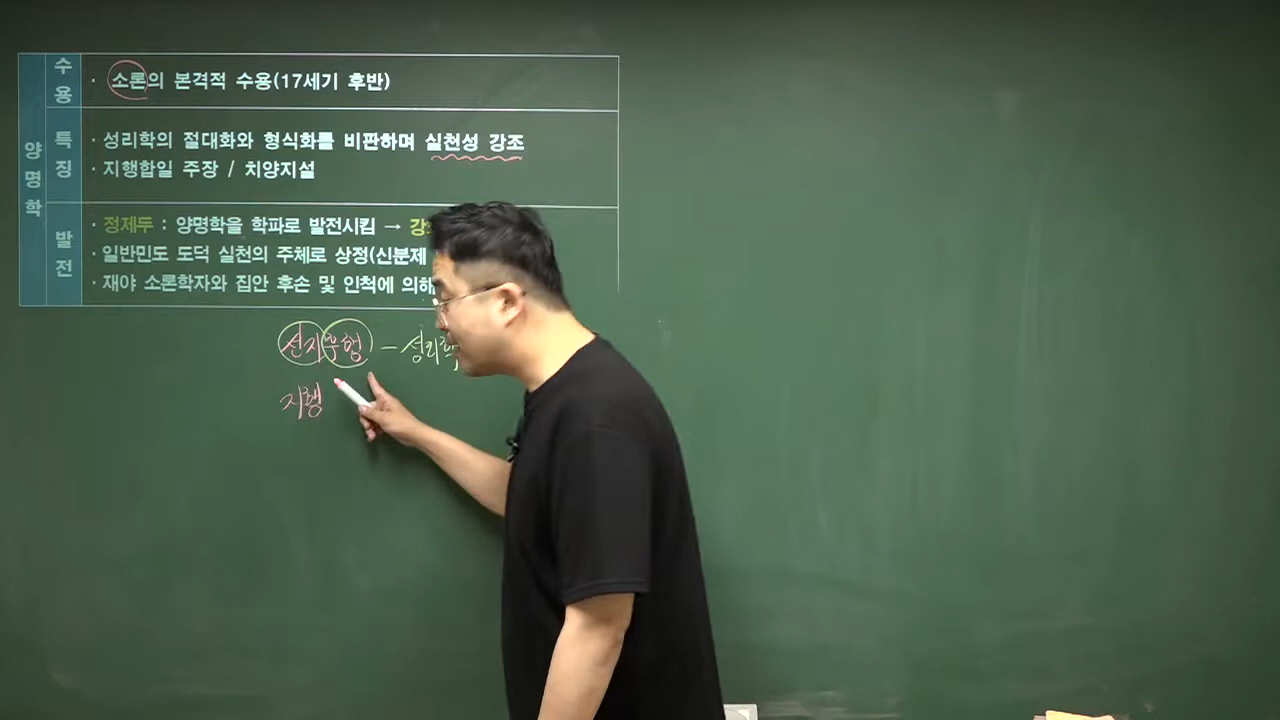 양명학
수용
· 소론의 본격적 수용(17세기 후반)
특징
· 성리학의 절대화와 형식화를 비판하며 실천성 강조
· 지행합일 주장 / 치양지설
발전
· 정제두 : 양명학을 학파로 발전시킴 →
· 일반민도 도덕 실천의 주체로 상정(신분제
· 재야 소론학자와 집안 후손 및 인척에 의해
선지후행 - 성리학
지행